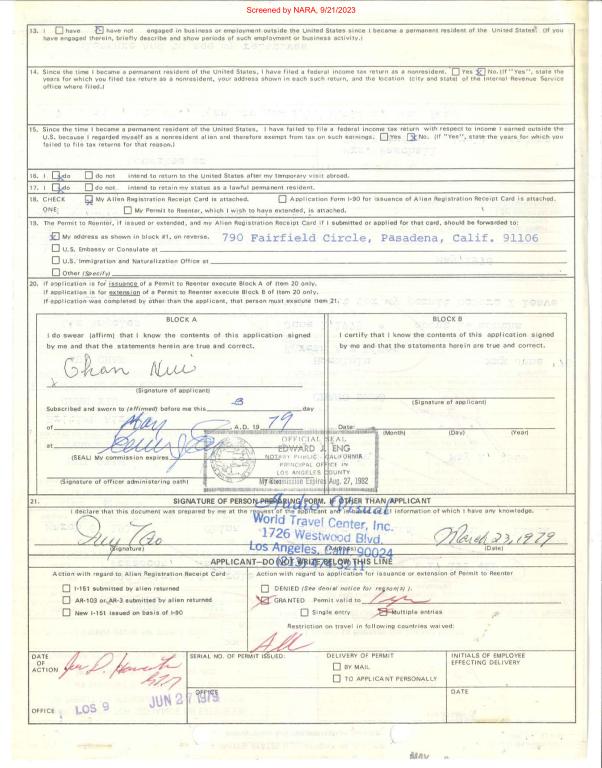 Screened by NARA, 9/21/2023
13. I have have not engaged in business or employment outside the United States since I became a permanent resident of the United States. (If you
have engaged therein, briefly describe and show periods of such employment or business activity.)
14. Since the time I became a permanent resident of the United States, I have filed a federal income tax return as a nonresident. Yes No. (If "Yes", state the
years for which you filed tax return as a nonresident, your address shown in each such return, and the location (city and state) of the Internal Revenue Service
office where filed.)
15. Since the time I became a permanent resident of the United States, I have failed to file a federal income tax return with respect to income I earned outside the
U.S. because I regarded myself as a nonresident alien and therefore exempt from tax on such earnings. Yes No. (If "Yes", state the years for which you
failed to file tax returns for that reason.)
16. I do do not intend to return to the United States after my temporary visit abroad.
17. I do do not intend to retain my status as a lawful permanent resident.
18. CHECK My Alien Registration Receipt Card is attached. Application Form I-90 for issuance of Alien Registration Receipt Card is attached.
ONE: My Permit to Reenter, which I wish to have extended, is attached.
19. The Permit to Reenter, if issued or extended, and my Alien Registration Receipt Card if I submitted or applied for that card, should be forwarded to:
My address as shown in block #1, on reverse. 790 Fairfield Circle, Pasadena, Calif. 91106
U.S. Embassy or Consulate at
U.S. Immigration and Naturalization Office at
Other (Specify)
20. If application is for issuance of a Permit to Reenter execute Block A of Item 20 only.
If application is for extension of a Permit to Reenter execute Block B of Item 20 only.
If application was completed by other than the applicant, that person must execute Item 21.
BLOCK A
I do swear (affirm) that I know the contents of this application signed
by me and that the statements herein are true and correct.
Chan Nui
(Signature of applicant)
Subscribed and sworn to (affirmed) before me this 8 day
of May A.D. 19 79
at
(SEAL) My commission expires
(Signature of officer administering oath)
BLOCK B
I certify that I know the contents of this application signed
by me and that the statements herein are true and correct.
(Signature of applicant)
Date:
(Month) (Day) (Year)
OFFICIAL SEAL
EDWARD J. ENG
NOTARY PUBLIC - CALIFORNIA
PRINCIPAL OFFICE IN
LOS ANGELES COUNTY
My Commission Expires Aug. 27, 1982
21. SIGNATURE OF PERSON PREPARING FORM, IF OTHER THAN APPLICANT
I declare that this document was prepared by me at the request of the applicant and is based on all information of which I have any knowledge.
Audio Visual
World Travel Center, Inc.
1726 Westwood Blvd.
Los Angeles, Calif. 90024
March 23, 1979
(Signature) (Address) (Date)
APPLICANT—DO NOT WRITE BELOW THIS LINE
Action with regard to Alien Registration Receipt Card
I-151 submitted by alien returned
AR-103 or AR-3 submitted by alien returned
New I-151 issued on basis of I-90
Action with regard to application for issuance or extension of Permit to Reenter
DENIED (See denial notice for reason(s).)
GRANTED Permit valid to
Single entry Multiple entries
Restriction on travel in following countries waived:
All
DATE
OF
ACTION
OFFICE LOS 9 JUN 27 1979
SERIAL NO. OF PERMIT ISSUED:
OFFICE
DELIVERY OF PERMIT
BY MAIL
TO APPLICANT PERSONALLY
INITIALS OF EMPLOYEE
EFFECTING DELIVERY
DATE
MAY